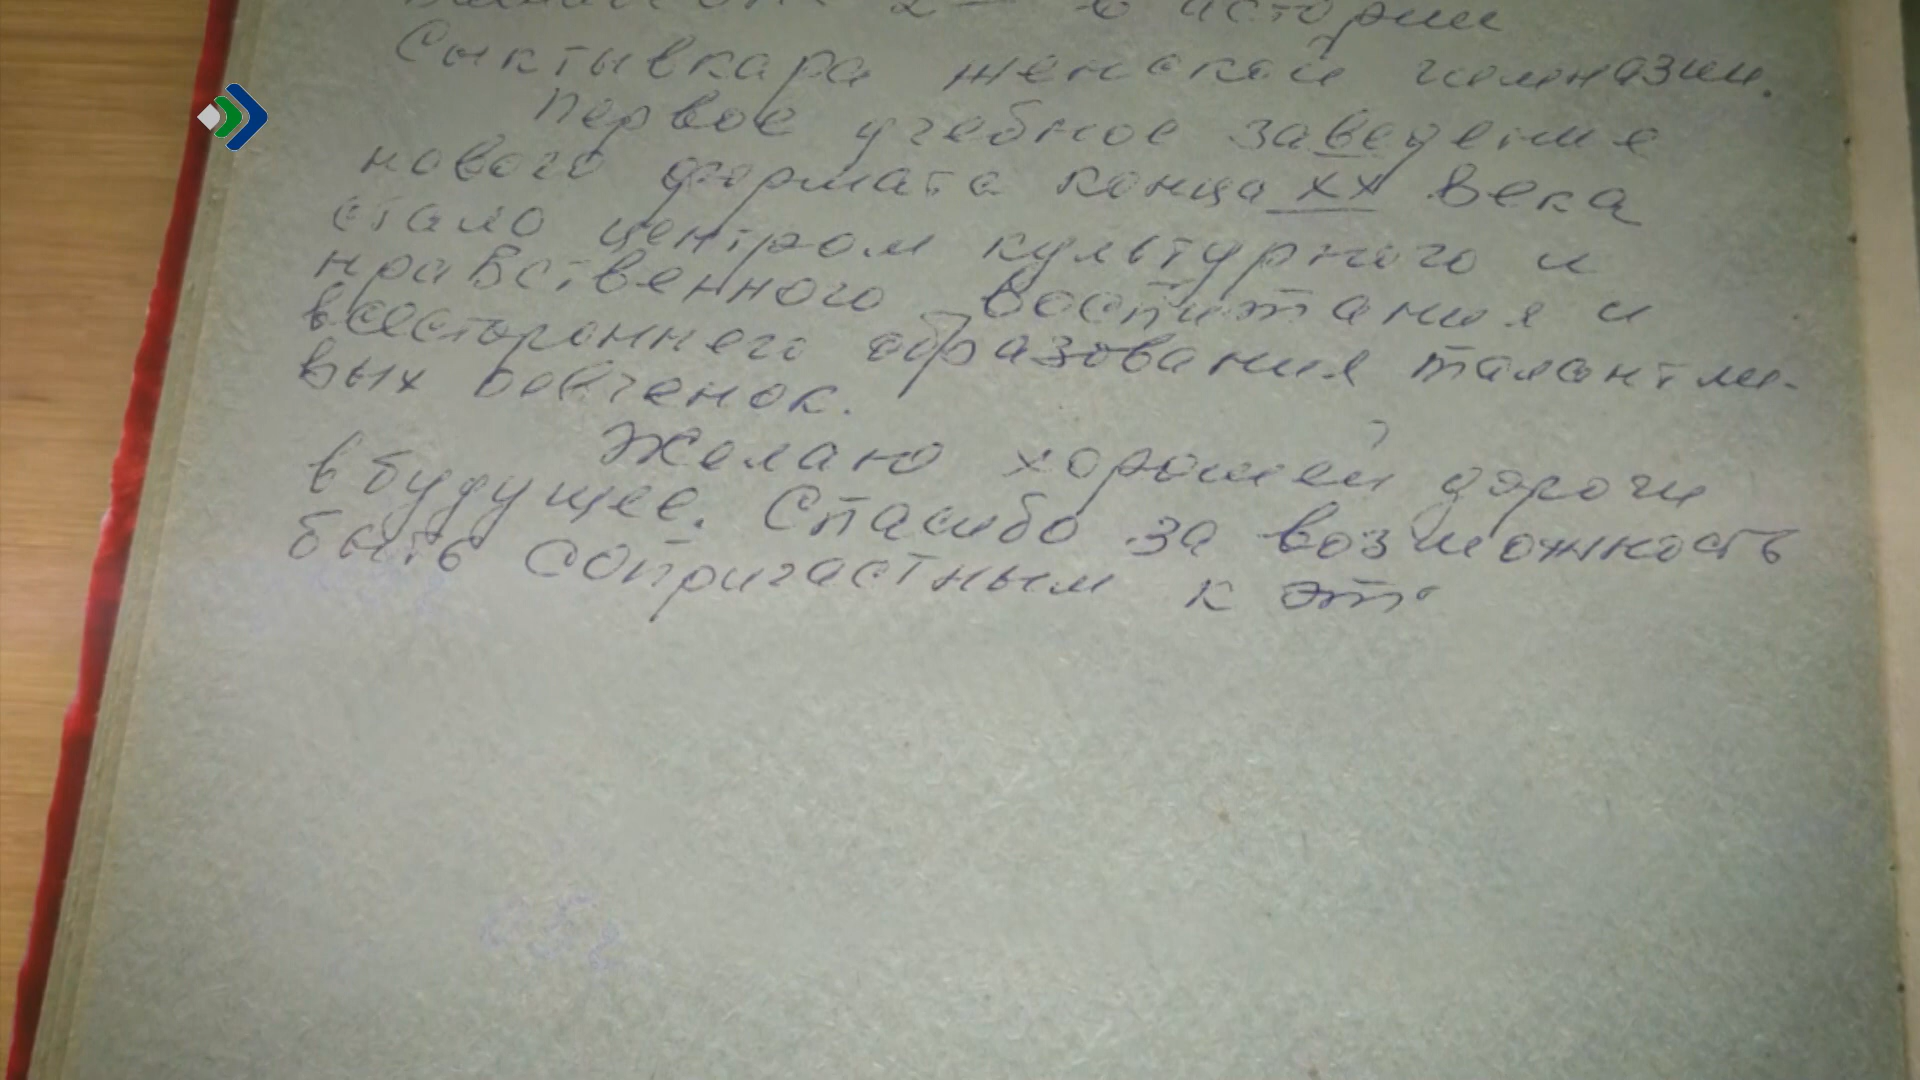 в истории
Сыктывкара женской гимназии.
Первое учебное заведение
нового формата конца XX века
стало центром культурного и
нравственного воспитания и
всестороннего образования талантли-
вых девчонок.
Желаю хорошей дороги
в будущее. Спасибо за возможность
быть сопричастным к